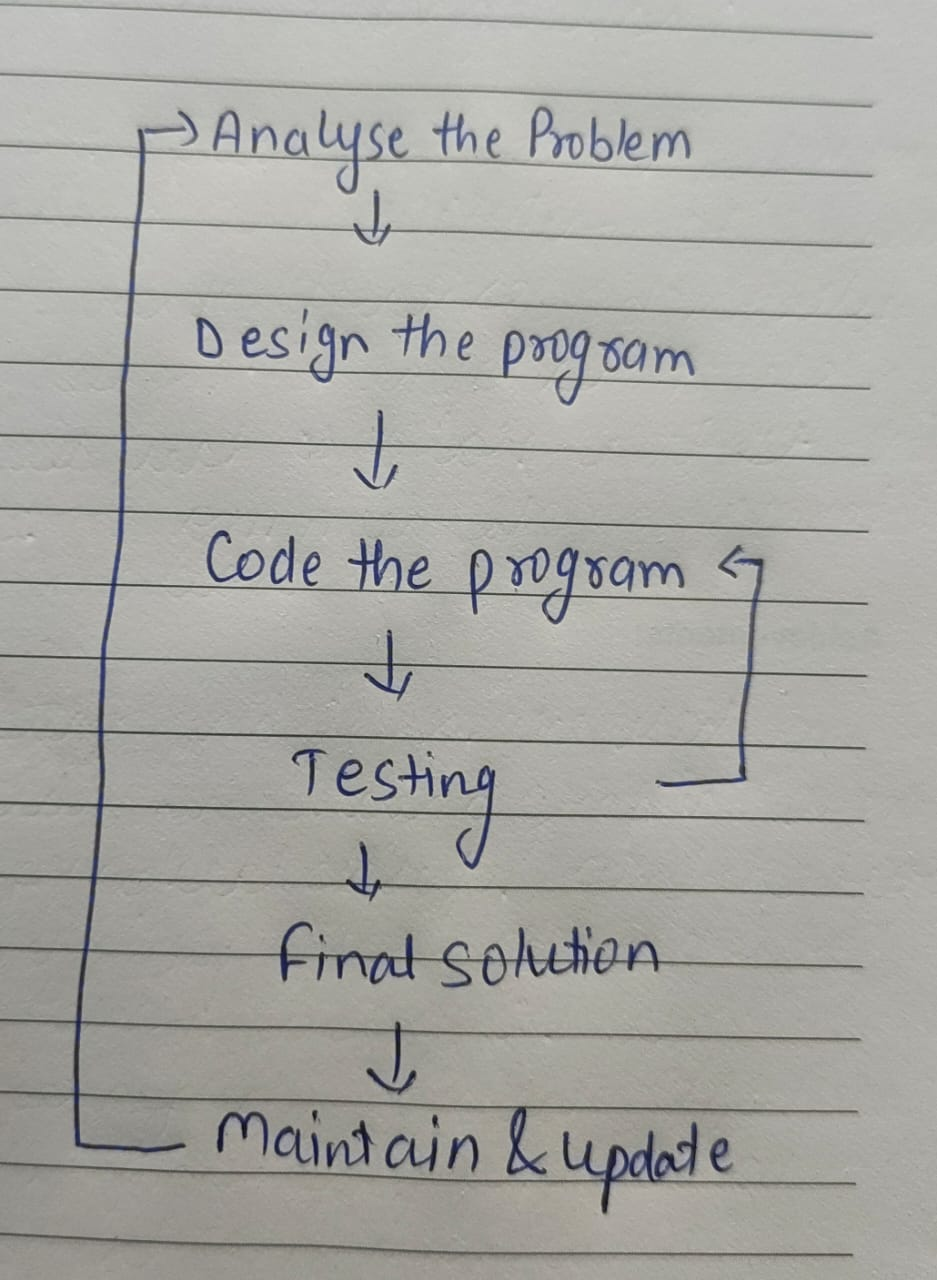 Analyse the Problem
Design the program
Code the program
Testing
Final solution
Maintain & update